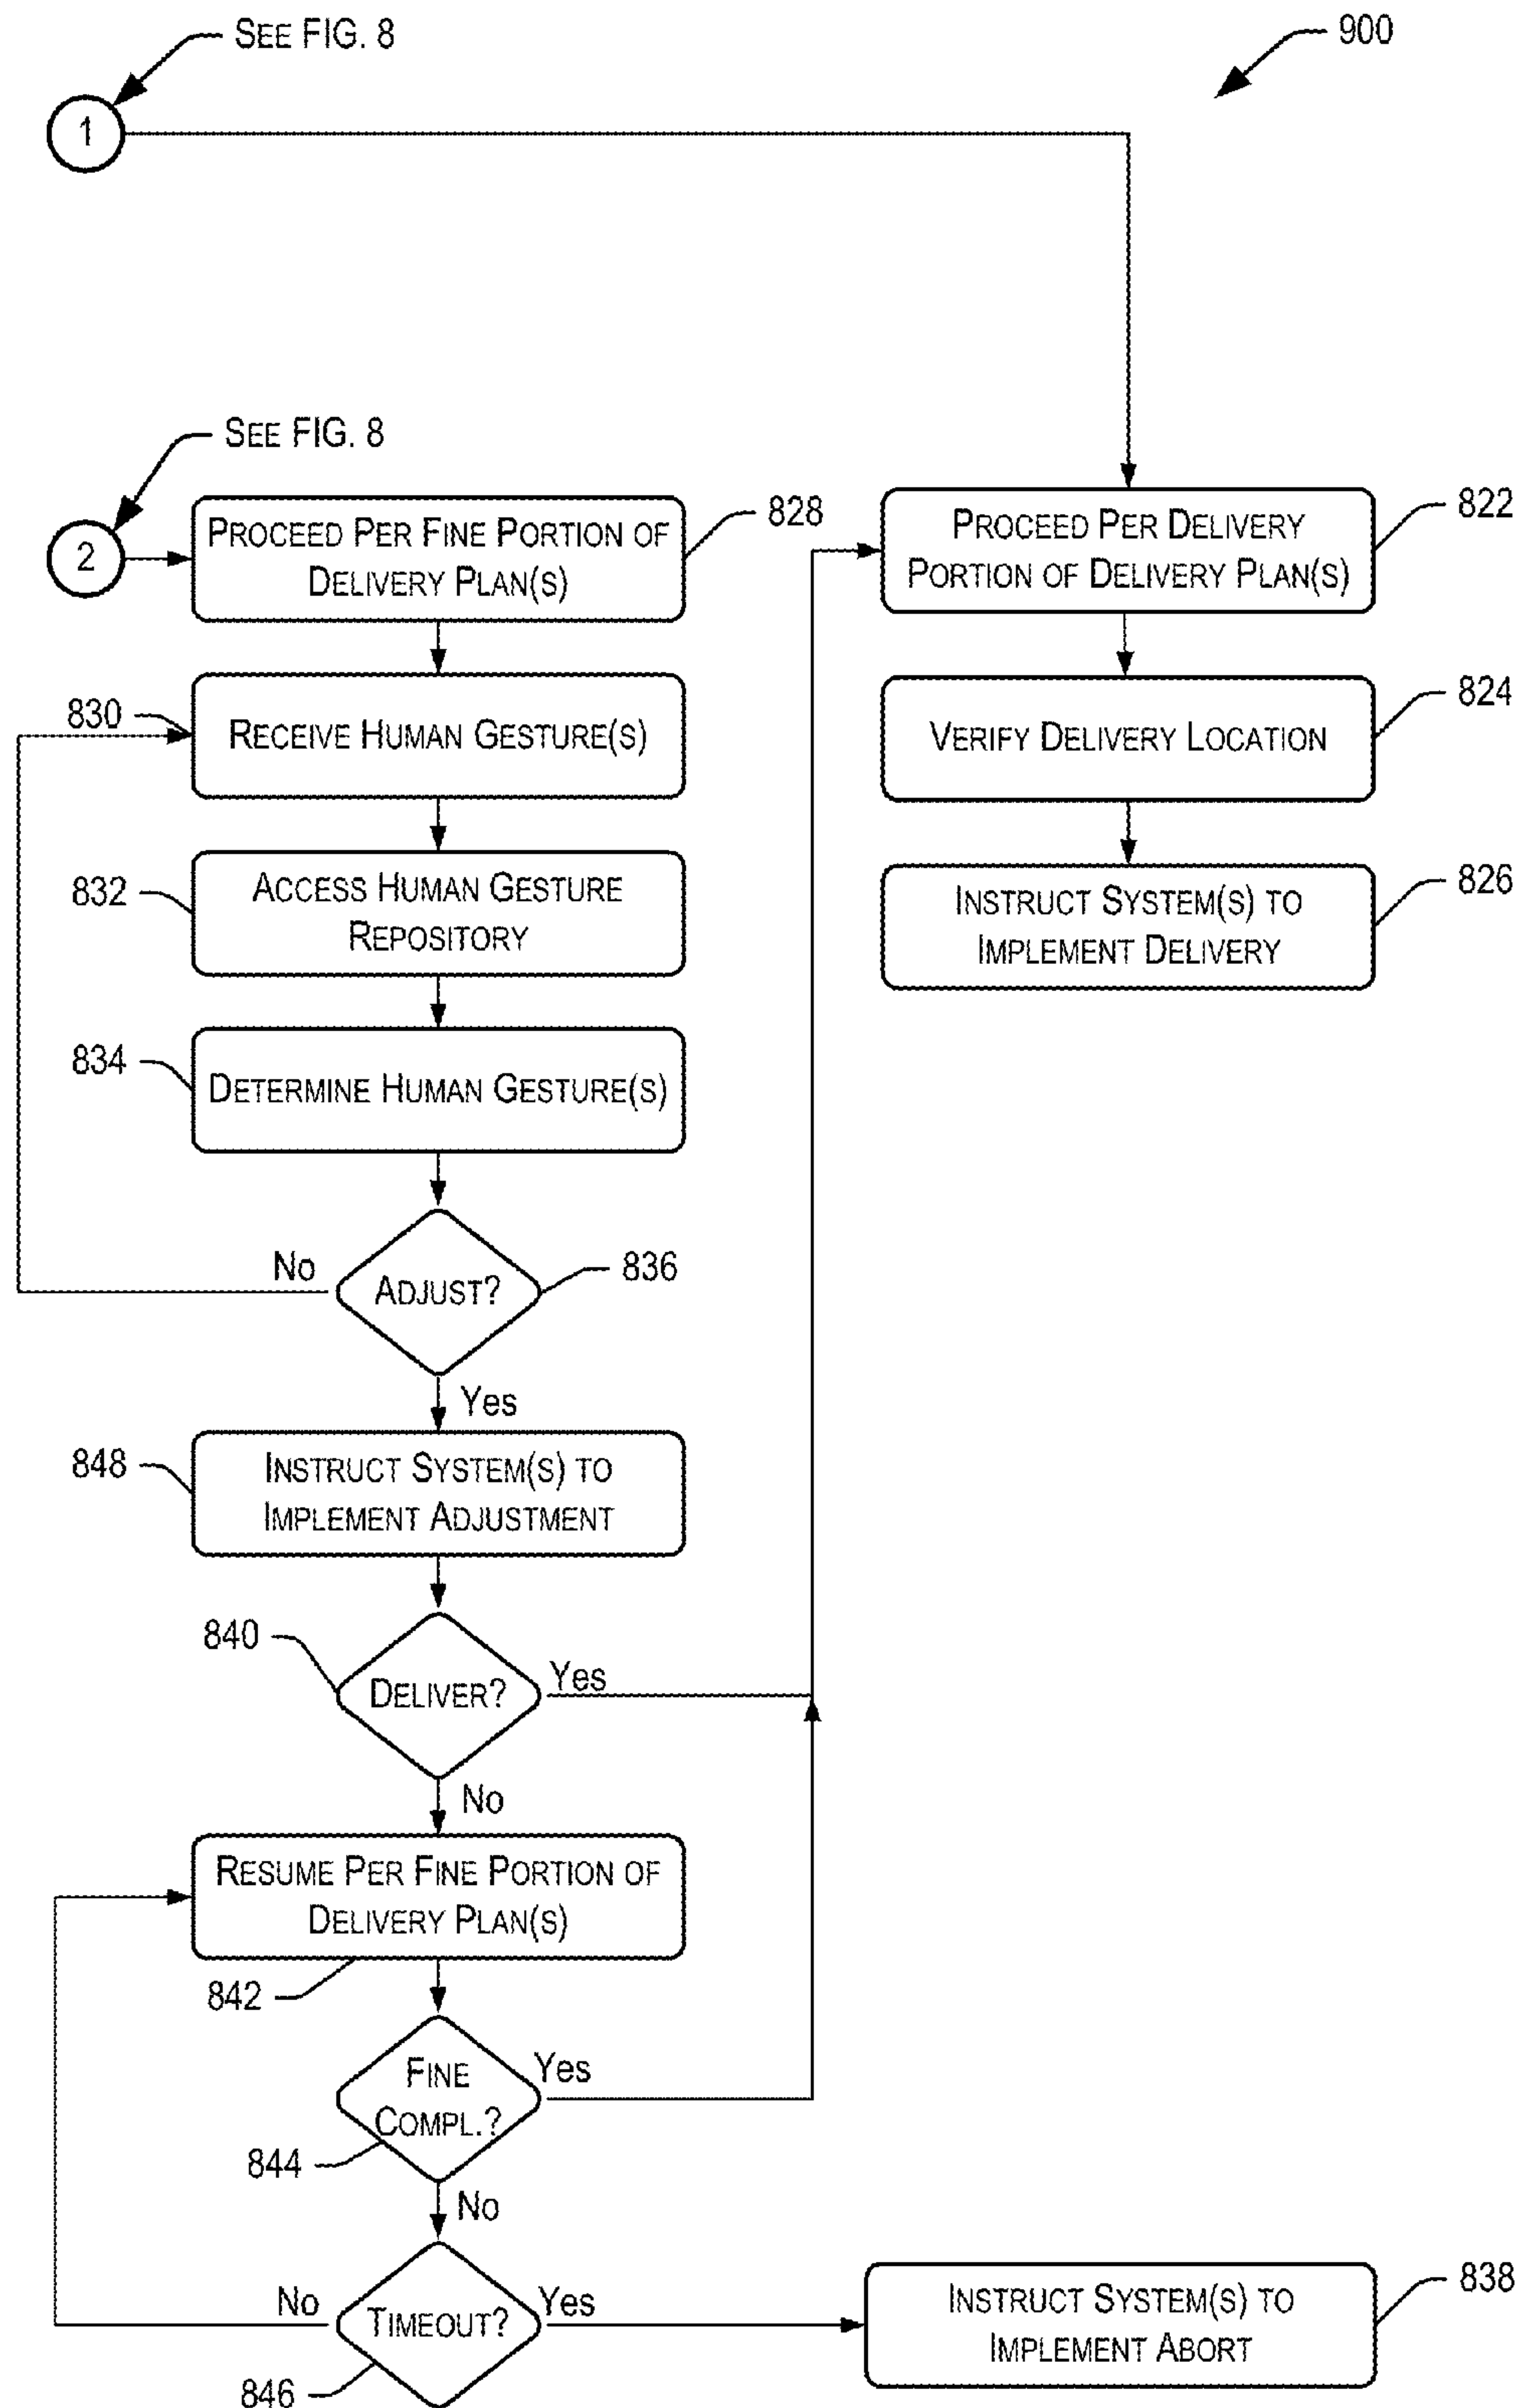 SEE FIG. 8
900
1
SEE FIG. 8
2
PROCEED PER FINE PORTION OF
DELIVERY PLAN(S)
828
PROCEED PER DELIVERY
PORTION OF DELIVERY PLAN(S)
822
830
RECEIVE HUMAN GESTURE(S)
VERIFY DELIVERY LOCATION
824
832
ACCESS HUMAN GESTURE
REPOSITORY
INSTRUCT SYSTEM(S) TO
IMPLEMENT DELIVERY
826
834
DETERMINE HUMAN GESTURE(S)
No
ADJUST?
836
Yes
848
INSTRUCT SYSTEM(S) TO
IMPLEMENT ADJUSTMENT
840
DELIVER?
Yes
No
RESUME PER FINE PORTION OF
DELIVERY PLAN(S)
842
FINE
COMPL.?
Yes
844
No
No
TIMEOUT?
Yes
846
INSTRUCT SYSTEM(S) TO
IMPLEMENT ABORT
838